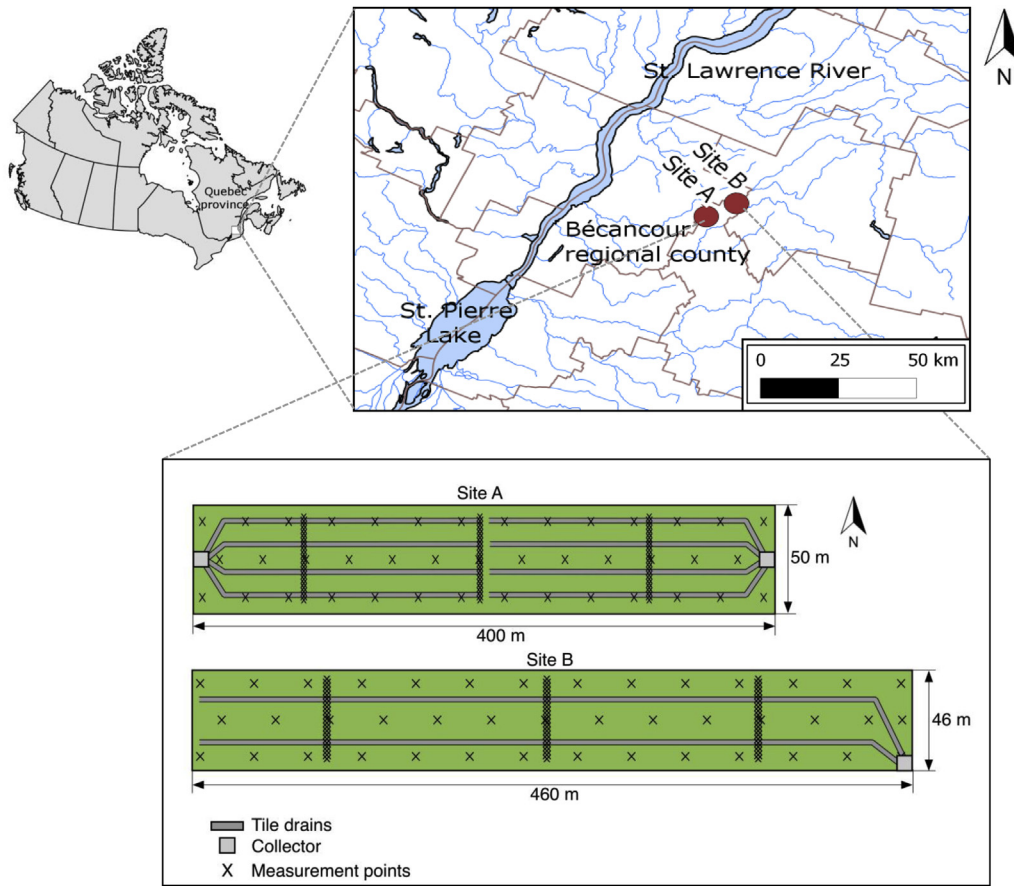 Quebec
province
St. Lawrence River
N
Site B
Site A
Bécancour
regional county
St. Pierre
Lake
0 25 50 km
Site A
N
50 m
400 m
Site B
46 m
460 m
Tile drains
Collector
X Measurement points